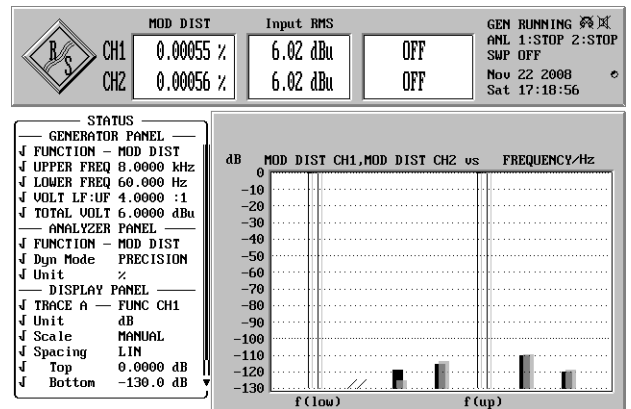 MOD DIST Input RMS
R&S CH1 0.00055 % 6.02 dBu OFF
CH2 0.00056 % 6.02 dBu OFF
GEN RUNNING
ANL 1:STOP 2:STOP
SWP OFF
Nov 22 2008
Sat 17:18:56
STATUS
GENERATOR PANEL
FUNCTION - MOD DIST
UPPER FREQ 8.0000 kHz
LOWER FREQ 60.000 Hz
VOLT LF:UF 4.0000 :1
TOTAL VOLT 6.0000 dBu
ANALYZER PANEL
FUNCTION - MOD DIST
Dyn Mode PRECISION
Unit %
DISPLAY PANEL
TRACE A — FUNC CH1
Unit dB
Scale MANUAL
Spacing LIN
Top 0.0000 dB
Bottom -130.0 dB
dB MOD DIST CH1,MOD DIST CH2 vs FREQUENCY/Hz
0
-10
-20
-30
-40
-50
-60
-70
-80
-90
-100
-110
-120
-130
f(low) f(up)